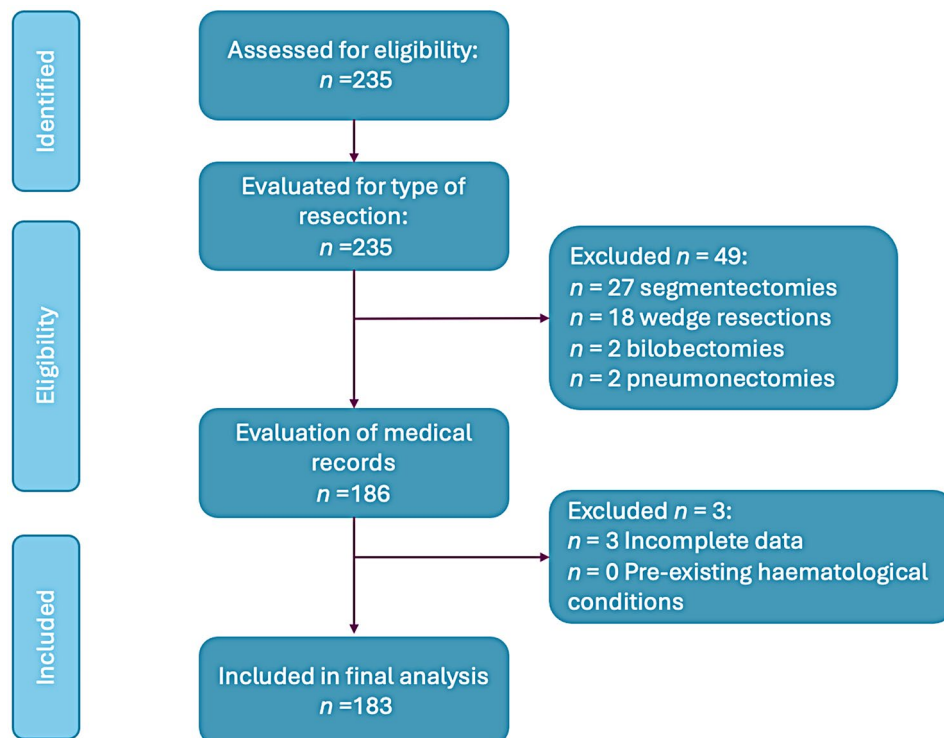 Identified
Assessed for eligibility:
n =235
Evaluated for type of
resection:
n =235
Eligibility
Excluded n = 49:
n = 27 segmentectomies
n = 18 wedge resections
n = 2 bilobectomies
n = 2 pneumonectomies
Evaluation of medical
records
n =186
Excluded n = 3:
n = 3 Incomplete data
n = 0 Pre-existing haematological
conditions
Included
Included in final analysis
n =183